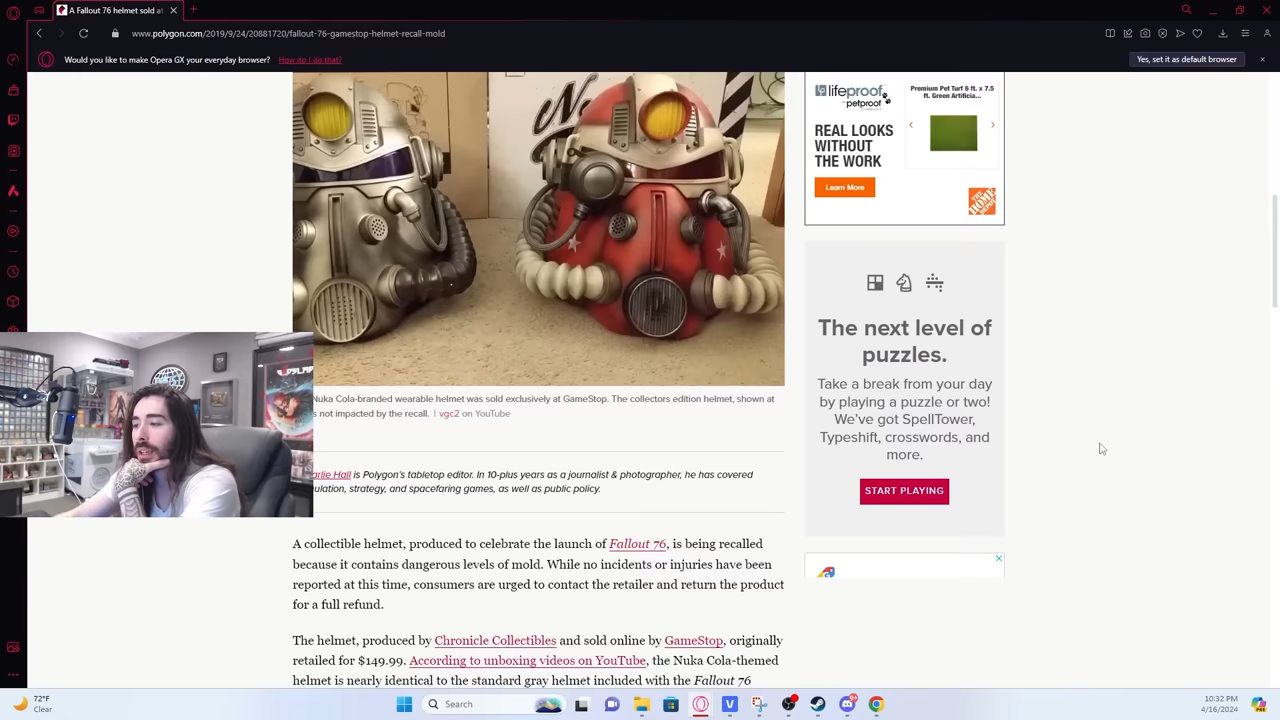 A Fallout 76 helmet sold at
www.polygon.com/2019/9/24/20881720/fallout-76-gamestop-helmet-recall-mold
Would you like to make Opera GX your everyday browser?
How do I do that?
Yes, set it as default browser
lifeproof
petproof
REAL LOOKS
WITHOUT
THE WORK
Learn More
Premium Pet Turf 6 ft. x 7.5
ft. Green Artificia...
THE HOME DEPOT
The next level of
puzzles.
Take a break from your day
by playing a puzzle or two!
We've got SpellTower,
Typeshift, crosswords, and
more.
START PLAYING
Nuka Cola-branded wearable helmet was sold exclusively at GameStop. The collectors edition helmet, shown at
not impacted by the recall. | vgc2 on YouTube
Hall is Polygon's tabletop editor. In 10-plus years as a journalist & photographer, he has covered
strategy, and spacefaring games, as well as public policy.
A collectible helmet, produced to celebrate the launch of Fallout 76, is being recalled
because it contains dangerous levels of mold. While no incidents or injuries have been
reported at this time, consumers are urged to contact the retailer and return the product
for a full refund.
The helmet, produced by Chronicle Collectibles and sold online by GameStop, originally
retailed for $149.99. According to unboxing videos on YouTube, the Nuka Cola-themed
helmet is nearly identical to the standard gray helmet included with the Fallout 76
72°F
Clear
Search
10:32 PM
4/16/2024